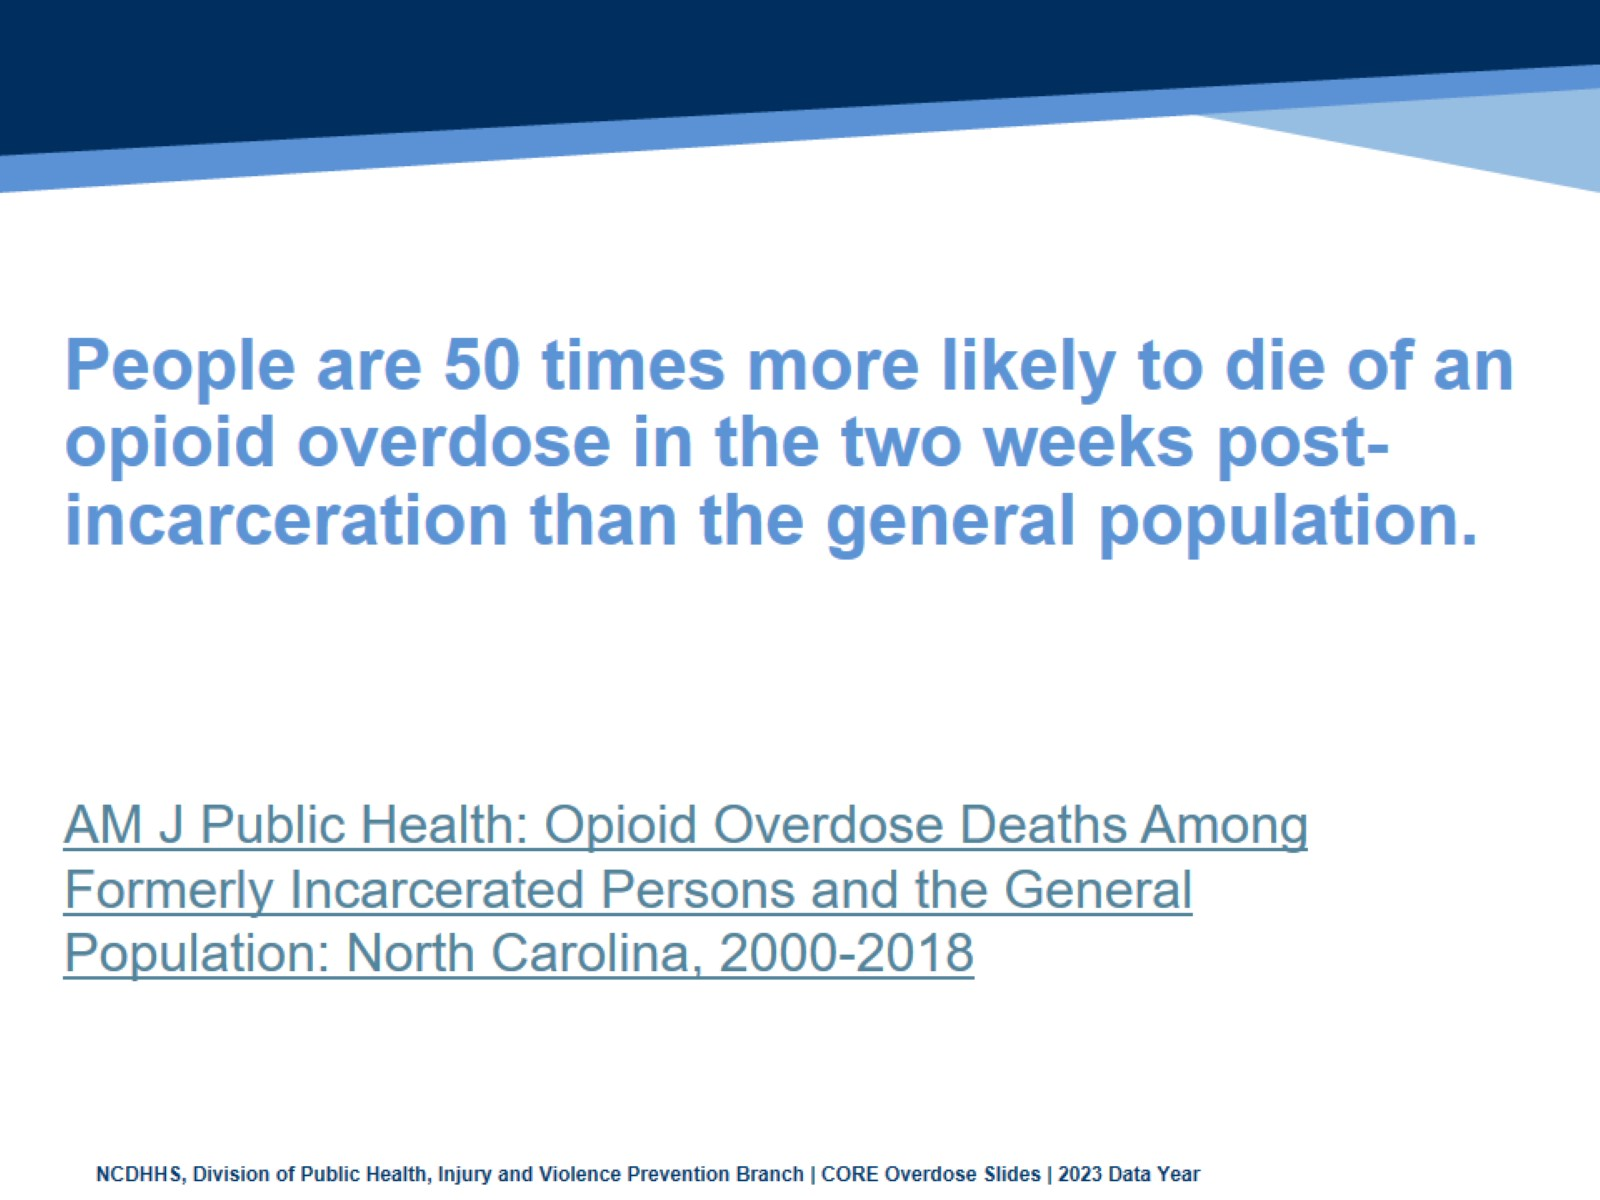 People are 50 times more likely to die of an
opioid overdose in the two weeks post-
incarceration than the general population.
AM J Public Health: Opioid Overdose Deaths Among
Formerly Incarcerated Persons and the General
Population: North Carolina, 2000-2018
NCDHHS, Division of Public Health, Injury and Violence Prevention Branch | CORE Overdose Slides | 2023 Data Year